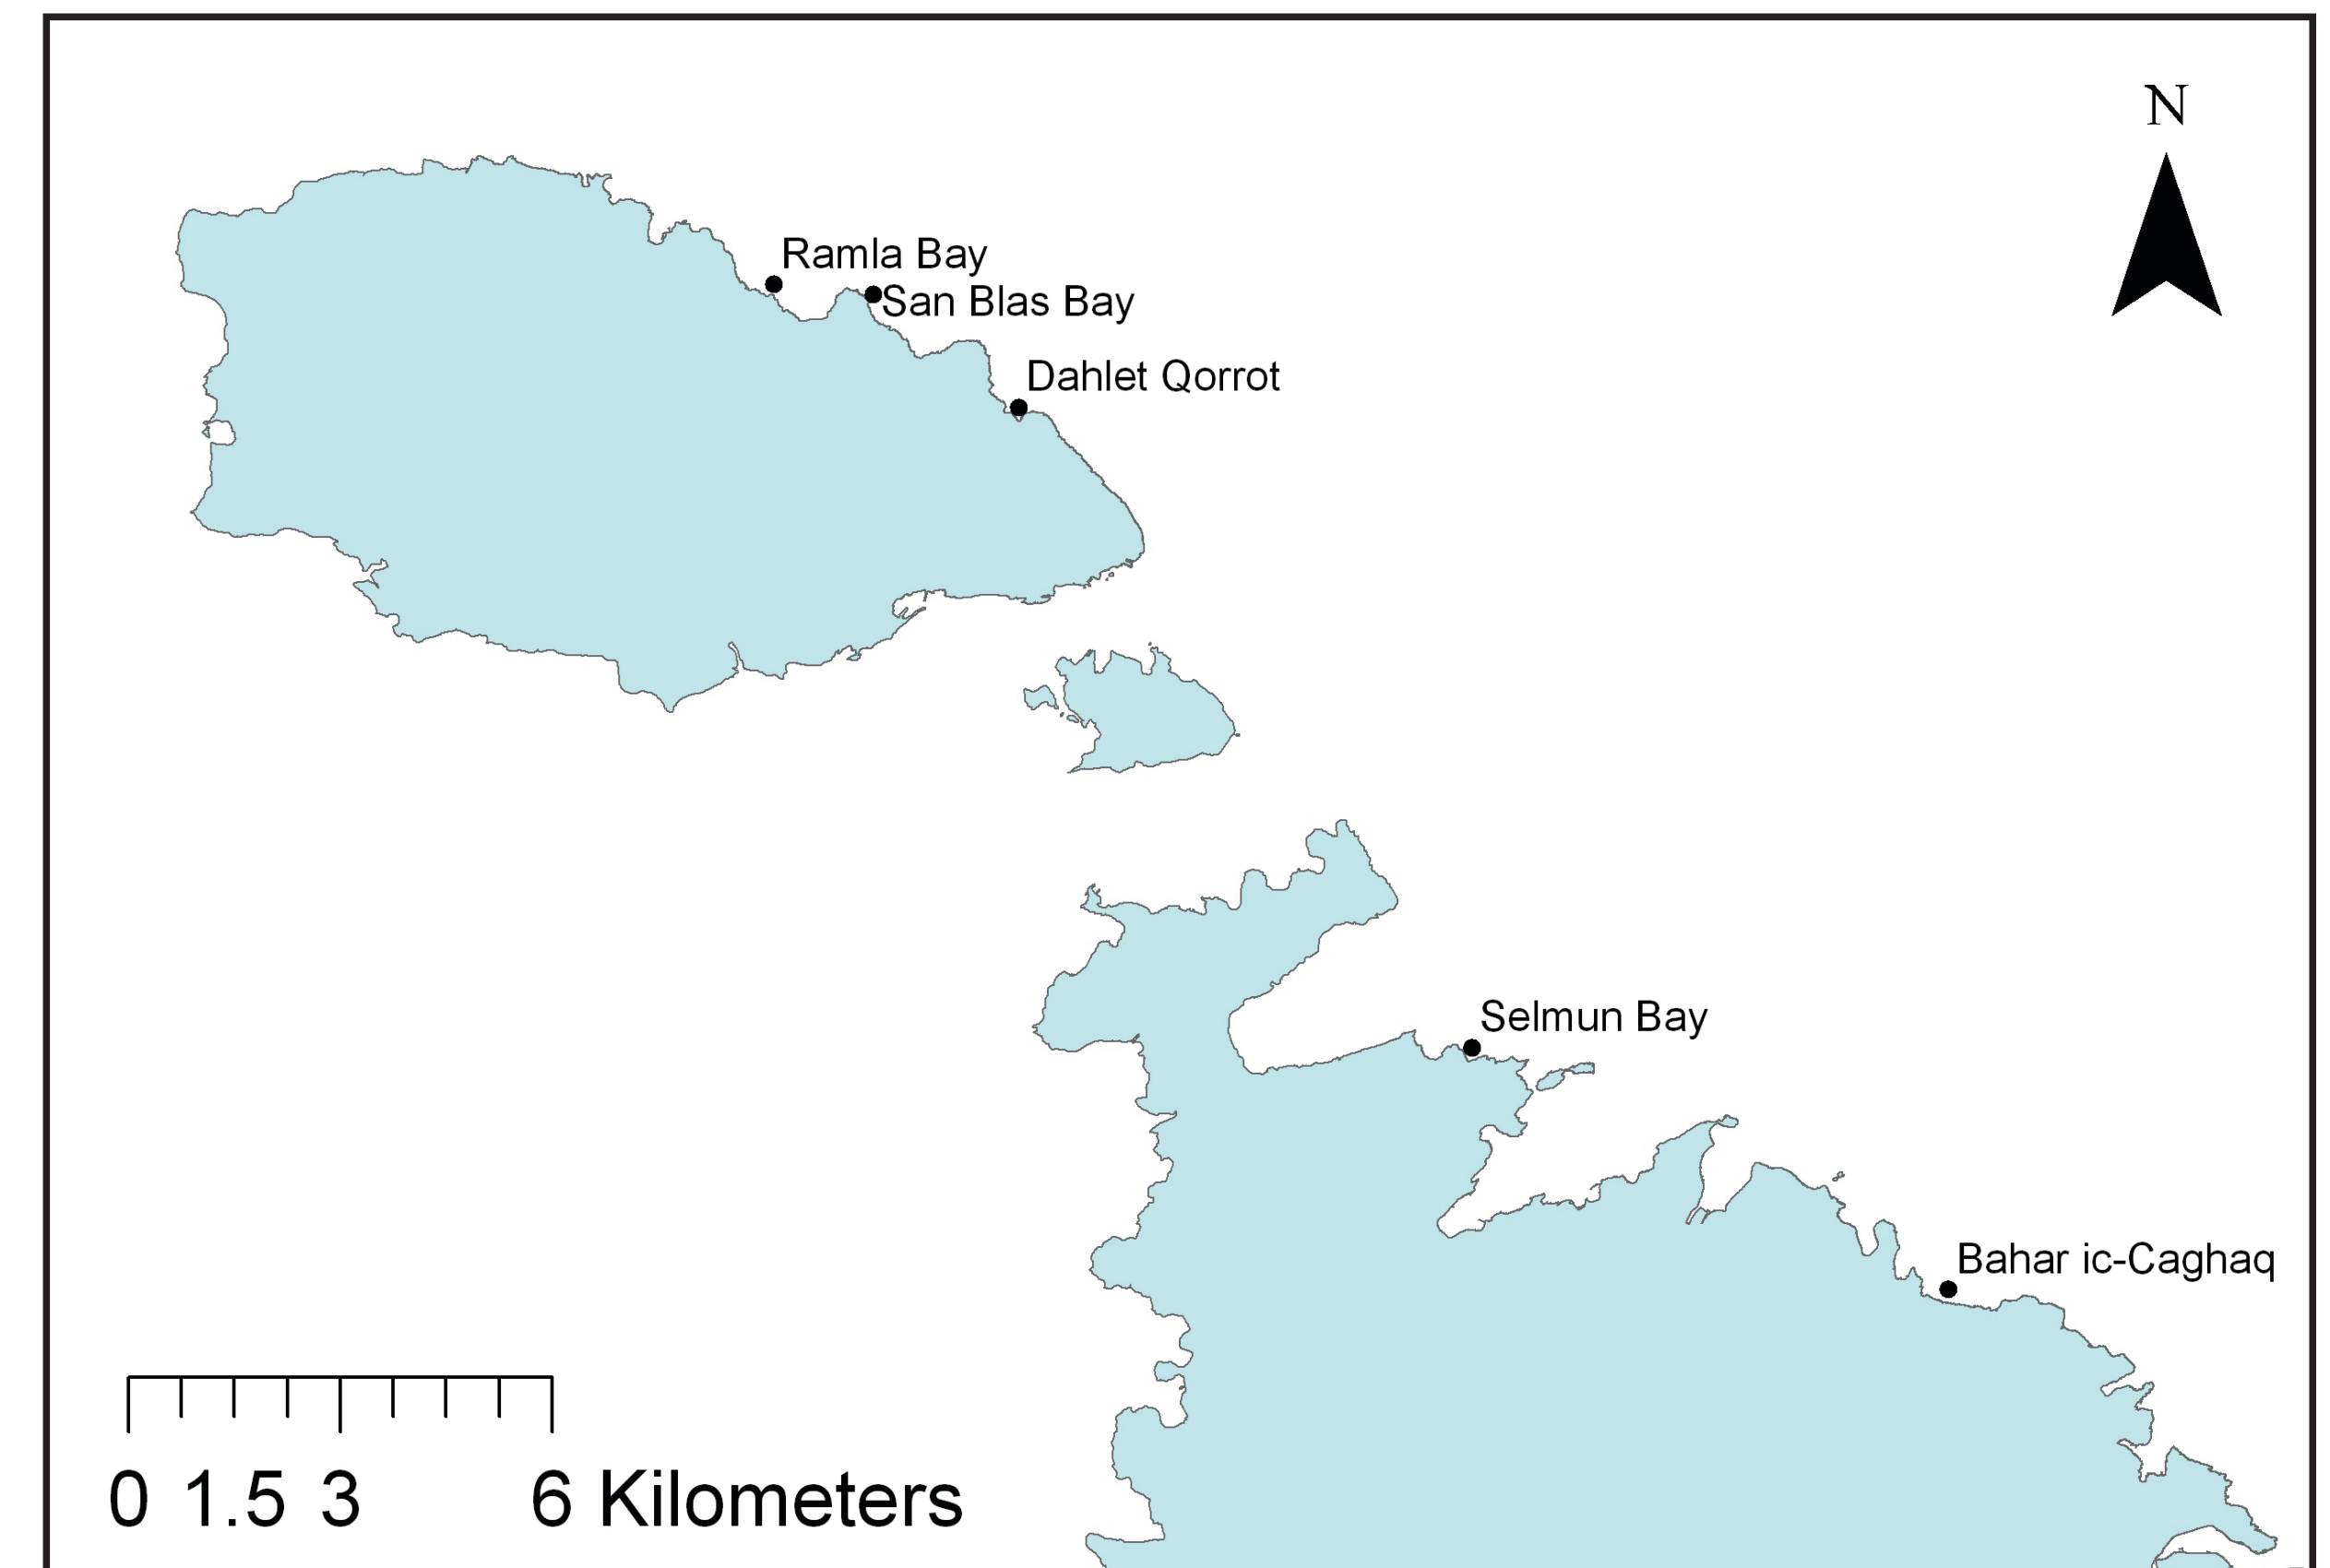 N
Ramla Bay
San Blas Bay
Dahlet Qorrot
Selmun Bay
Bahar ic-Caghaq
0 1.5 3 6 Kilometers